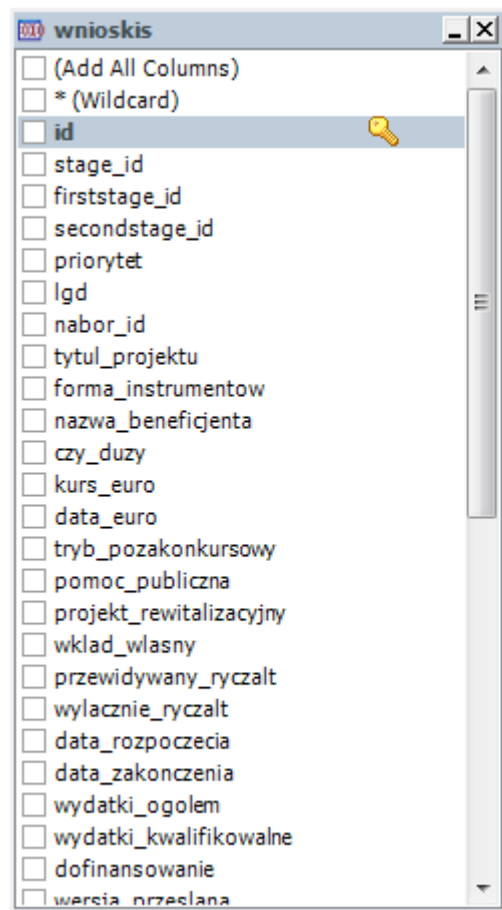 wnioskis
(Add All Columns)
* (Wildcard)
id
stage_id
firststage_id
secondstage_id
priorytet
lgd
nabor_id
tytul_projektu
forma_instrumentow
nazwa_beneficjenta
czy_duzy
kurs_euro
data_euro
tryb_pozakonkursowy
pomoc_publiczna
projekt_rewitalizacyjny
wklad_wlasny
przewidywany_ryczalt
wylacznie_ryczalt
data_rozpoczecia
data_zakonczenia
wydatki_ogolem
wydatki_kwalifikowalne
dofinansowanie
wersja_przeslana